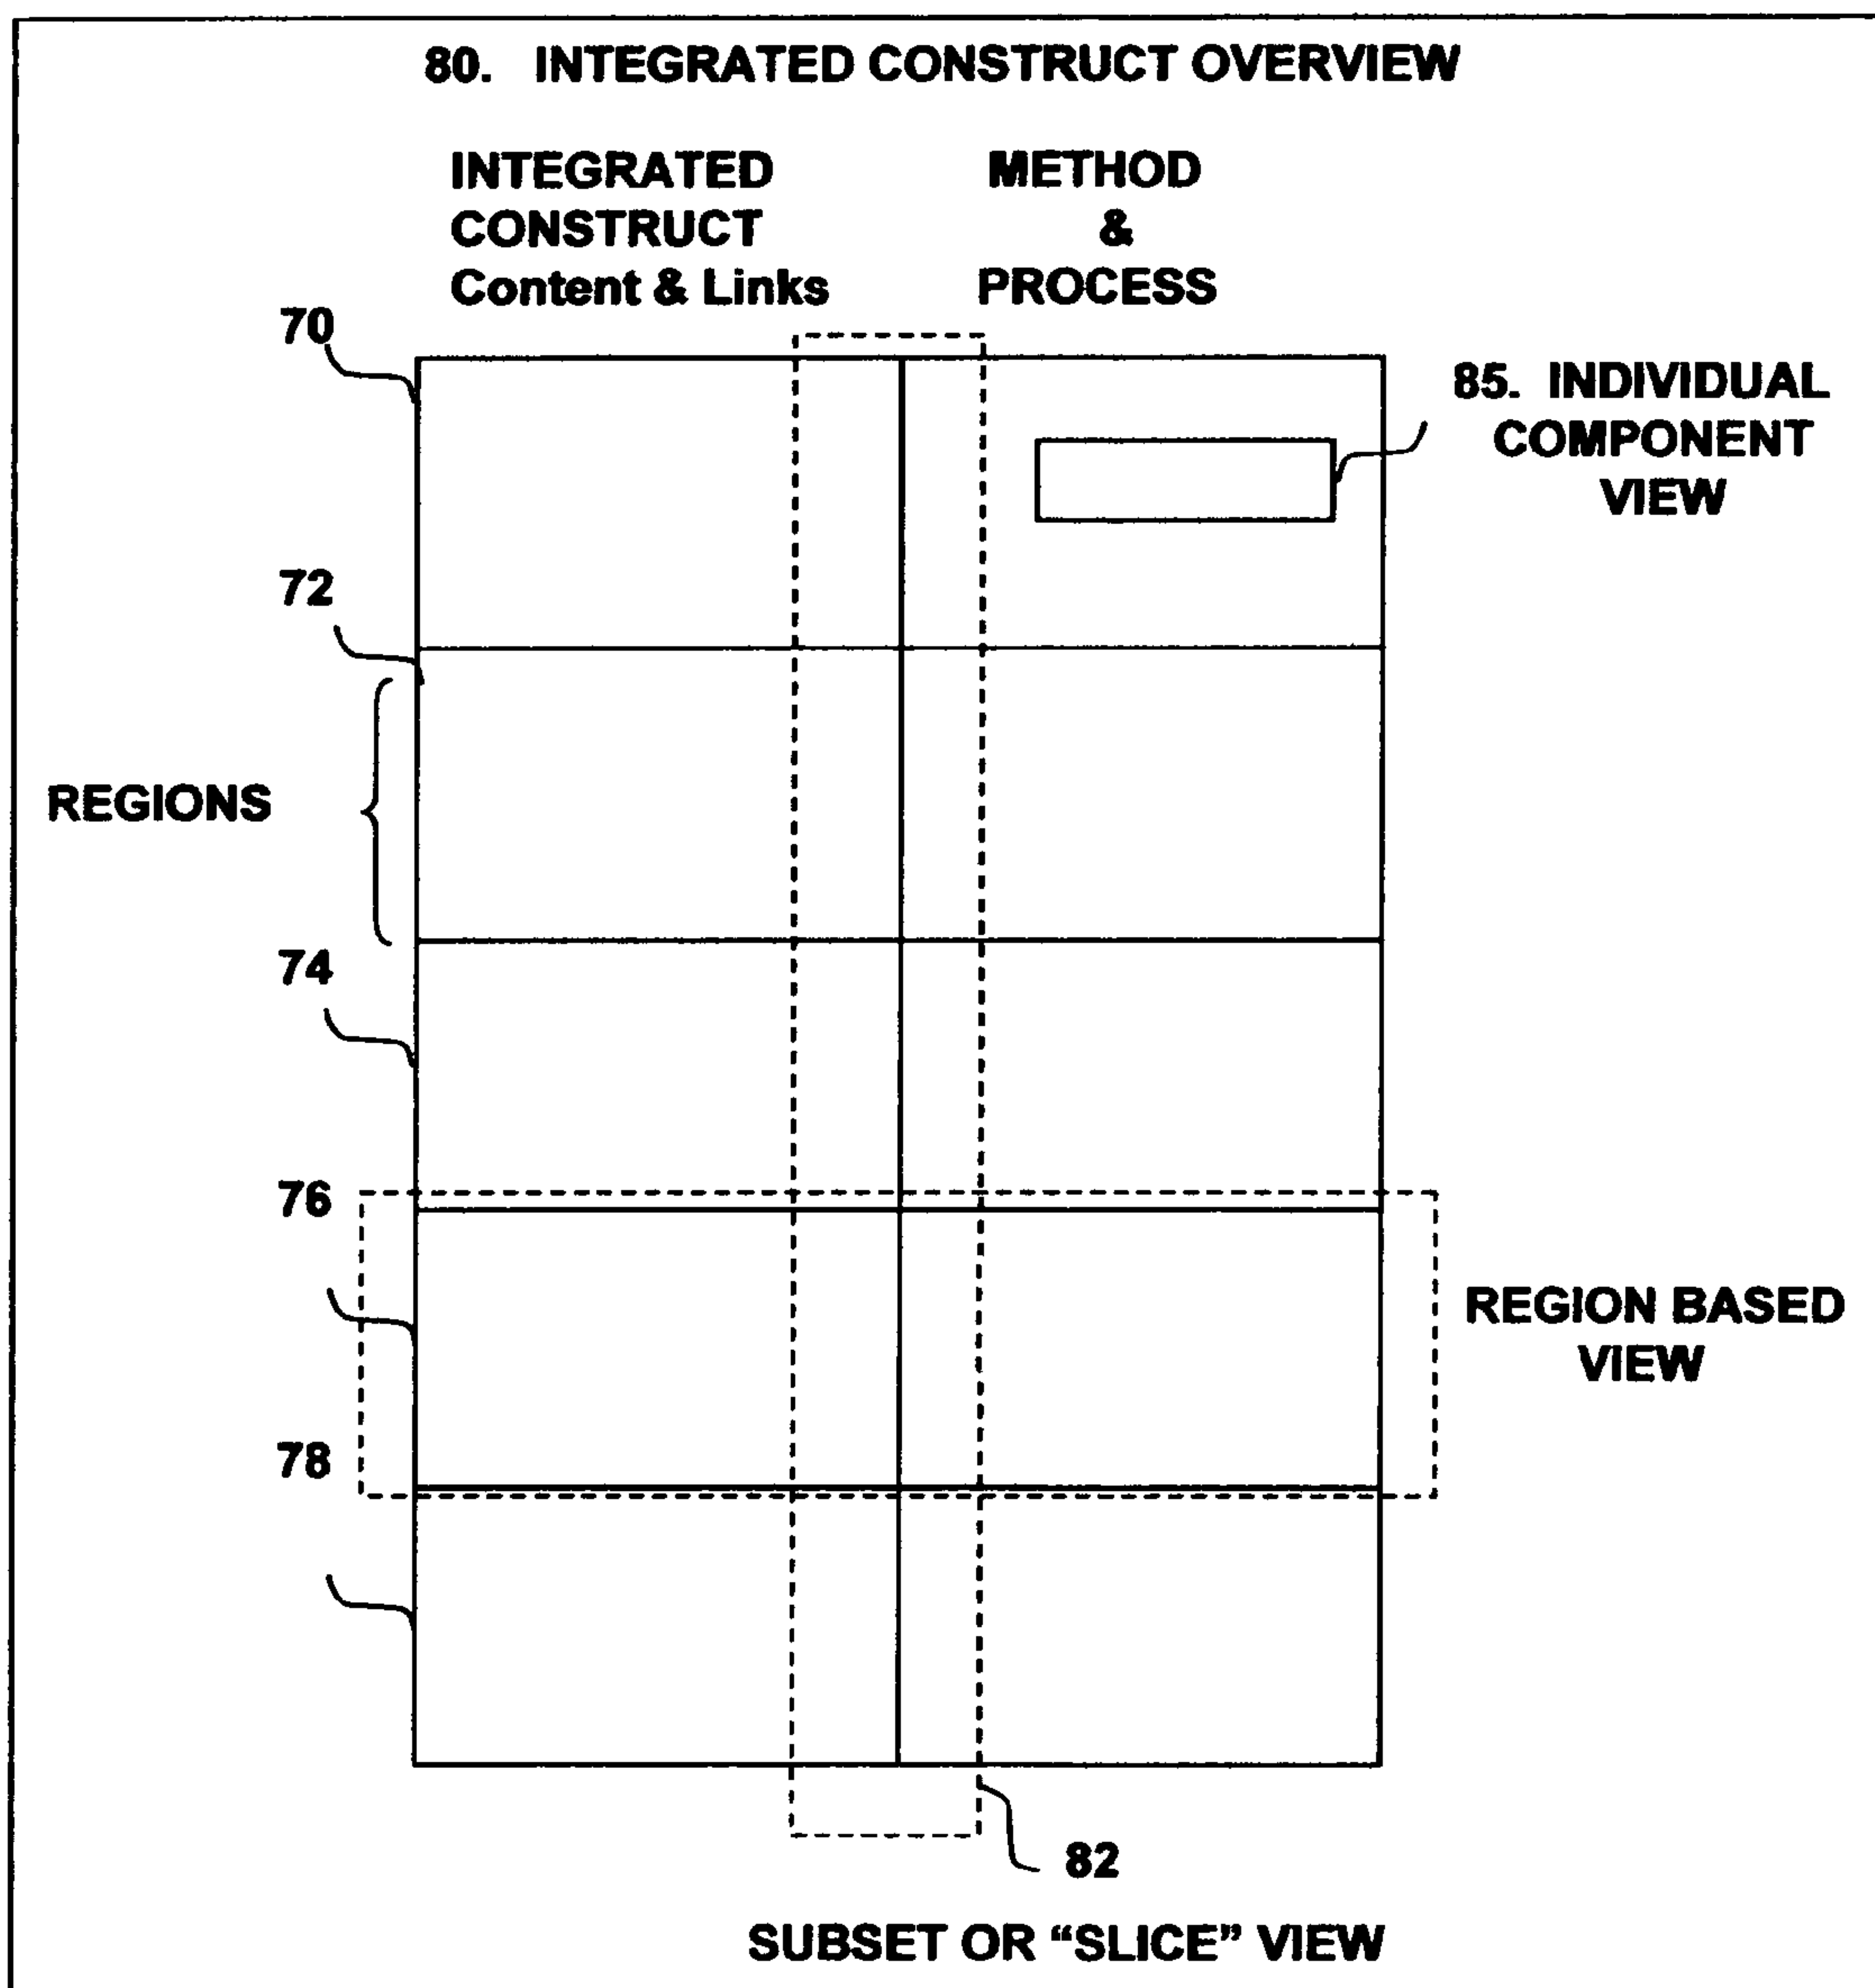 80. INTEGRATED CONSTRUCT OVERVIEW
INTEGRATED
CONSTRUCT
Content & Links
METHOD
&
PROCESS
70
85. INDIVIDUAL
COMPONENT
VIEW
72
REGIONS
74
76
REGION BASED
VIEW
78
82
SUBSET OR “SLICE” VIEW